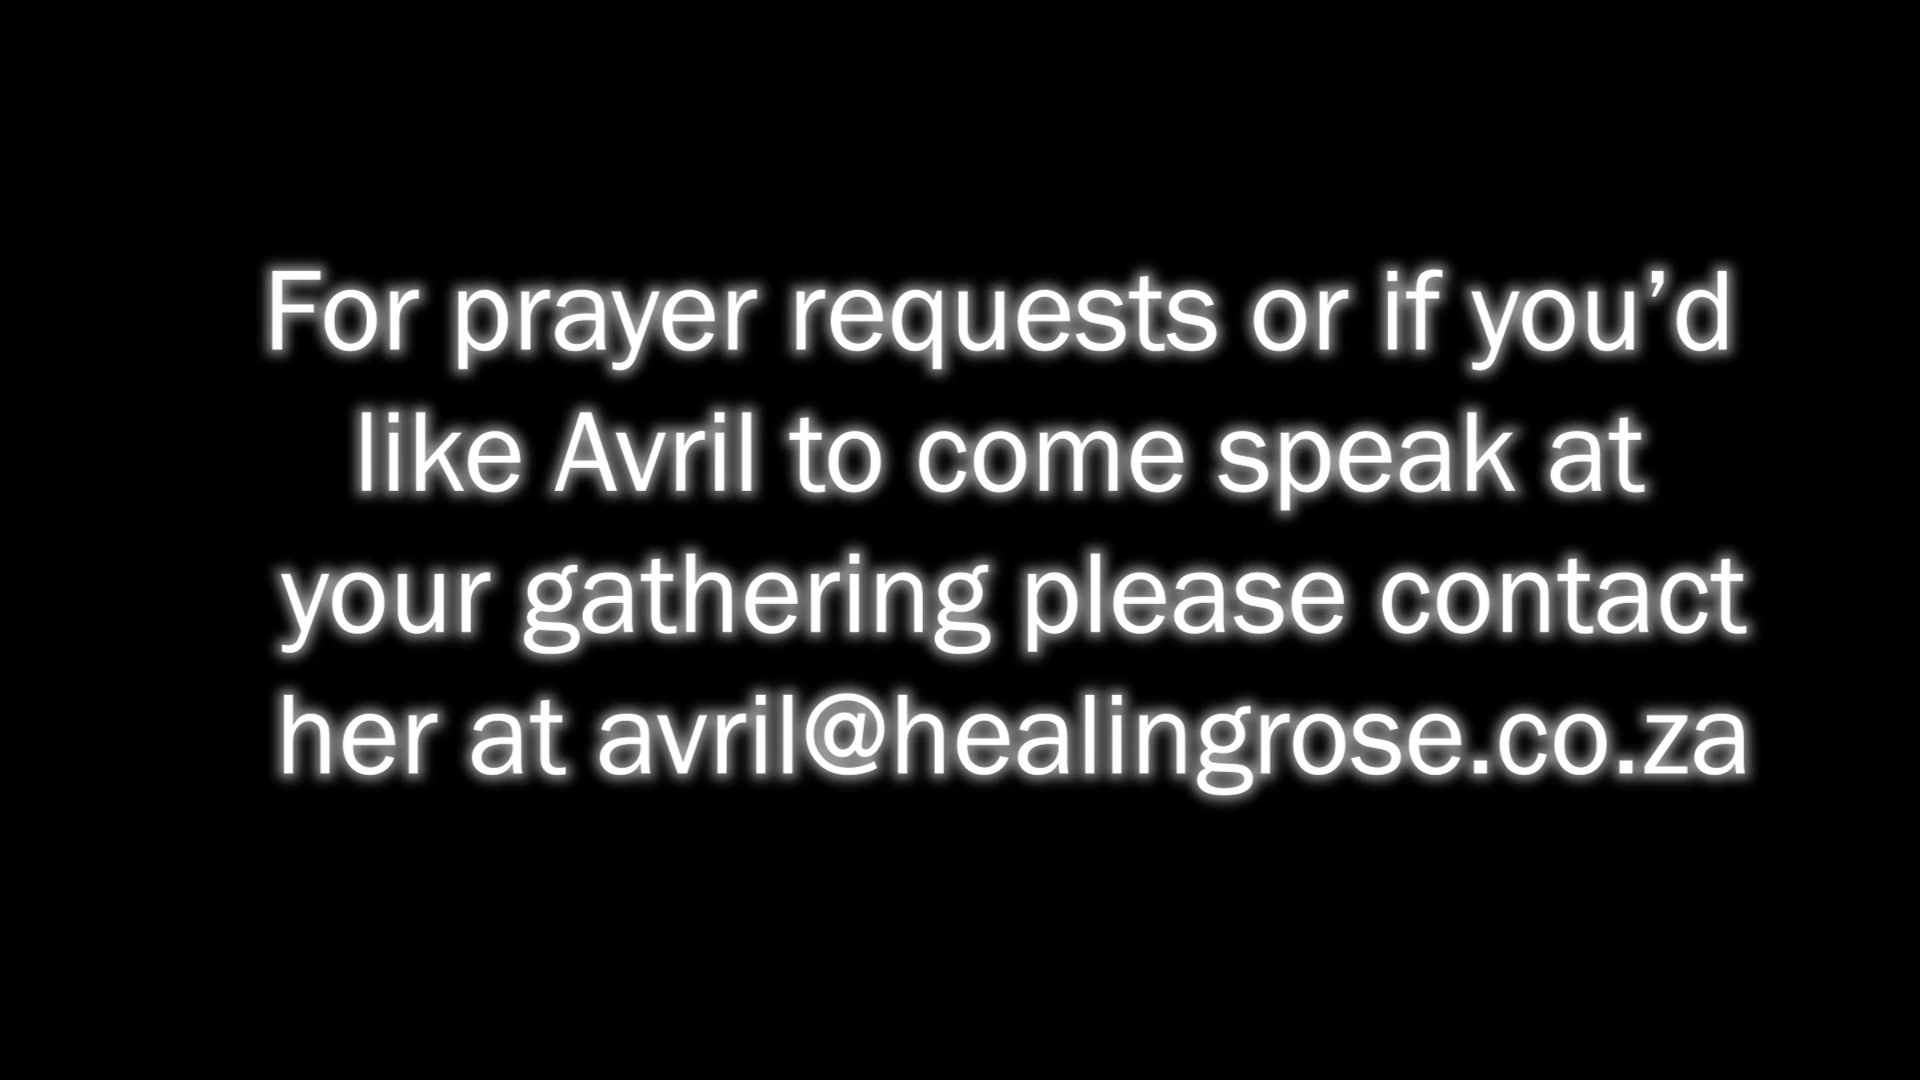 For prayer requests or if you’d
like Avril to come speak at
your gathering please contact
her at avril@healingrose.co.za